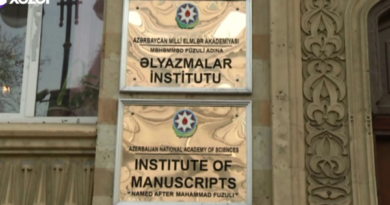 xəzər
AZƏRBAYCAN MİLLİ ELMLƏR AKADEMİYASI
MƏHƏMMƏD FÜZULİ ADINA
ƏLYAZMALAR
İNSTİTUTU
AZERBAIJAN NATIONAL ACADEMY OF SCIENCES
INSTITUTE OF
MANUSCRIPTS
"NAMED AFTER MAHAMMAD FUZULI"